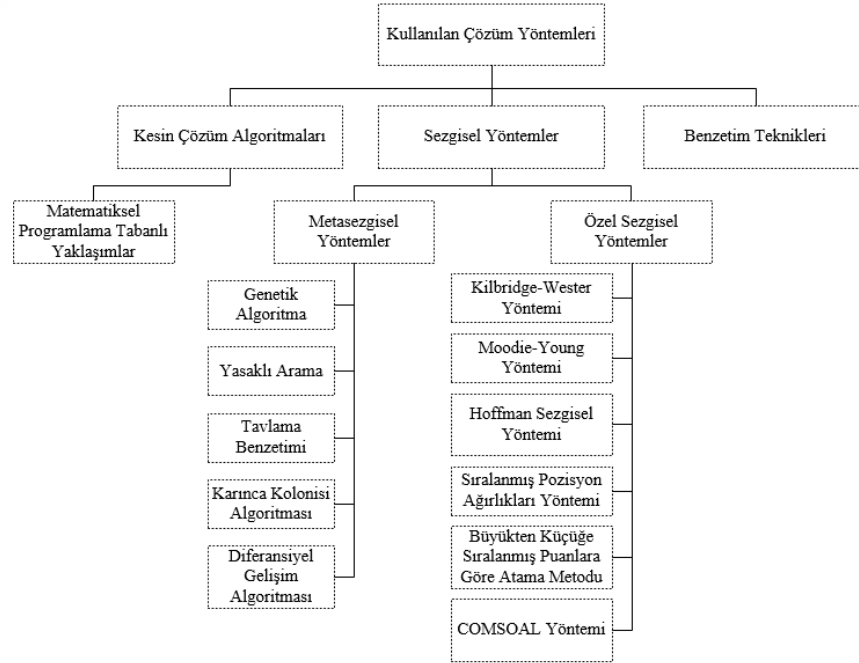 Kullanılan Çözüm Yöntemleri
Kesin Çözüm Algoritmaları
Sezgisel Yöntemler
Benzetim Teknikleri
Matematiksel
Programlama Tabanlı
Yaklaşımlar
Metasezgisel
Yöntemler
Özel Sezgisel
Yöntemler
Genetik
Algoritma
Yasaklı Arama
Tavlama
Benzetimi
Karınca Kolonisi
Algoritması
Diferansiyel
Gelişim
Algoritması
Kilbridge-Wester
Yöntemi
Moodie-Young
Yöntemi
Hoffman Sezgisel
Yöntemi
Sıralanmış Pozisyon
Ağırlıkları Yöntemi
Büyükten Küçüğe
Sıralanmış Puanlara
Göre Atama Metodu
COMSOAL Yöntemi